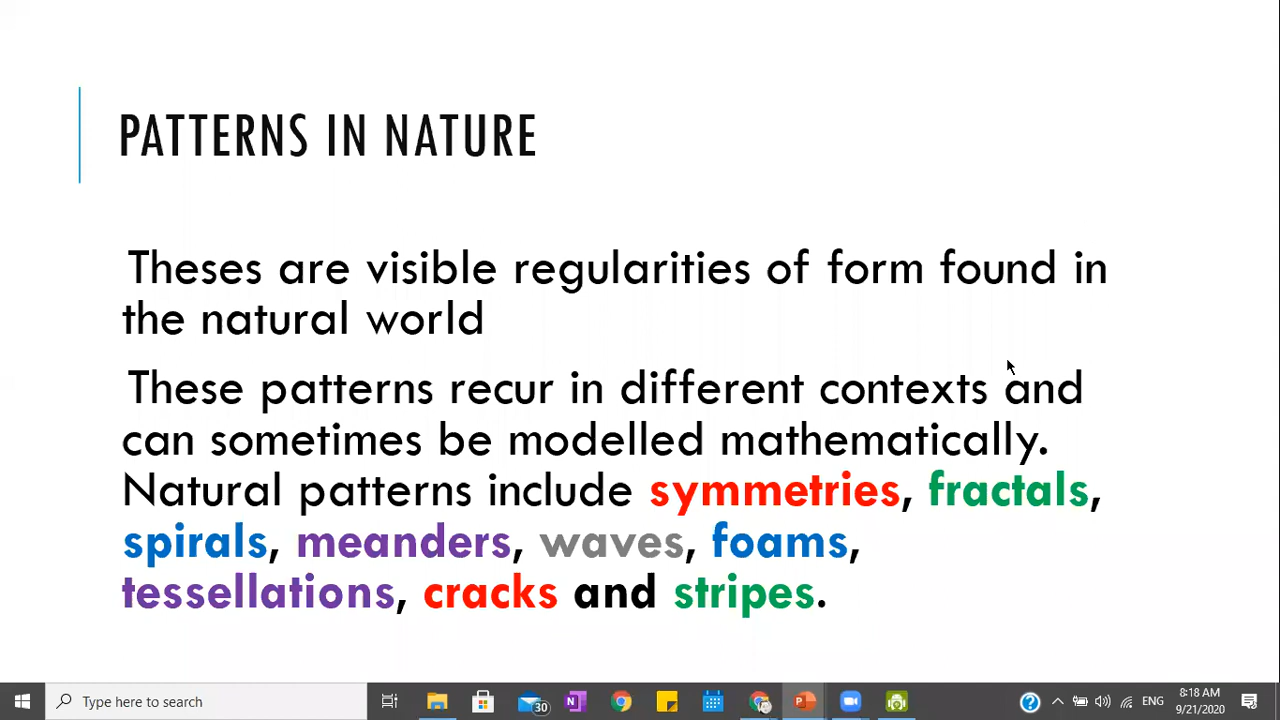 PATTERNS IN NATURE
Theses are visible regularities of form found in
the natural world
These patterns recur in different contexts and
can sometimes be modelled mathematically.
Natural patterns include symmetries, fractals,
spirals, meanders, waves, foams,
tessellations, cracks and stripes.
Type here to search
30
ENG
8:18 AM
9/21/2020